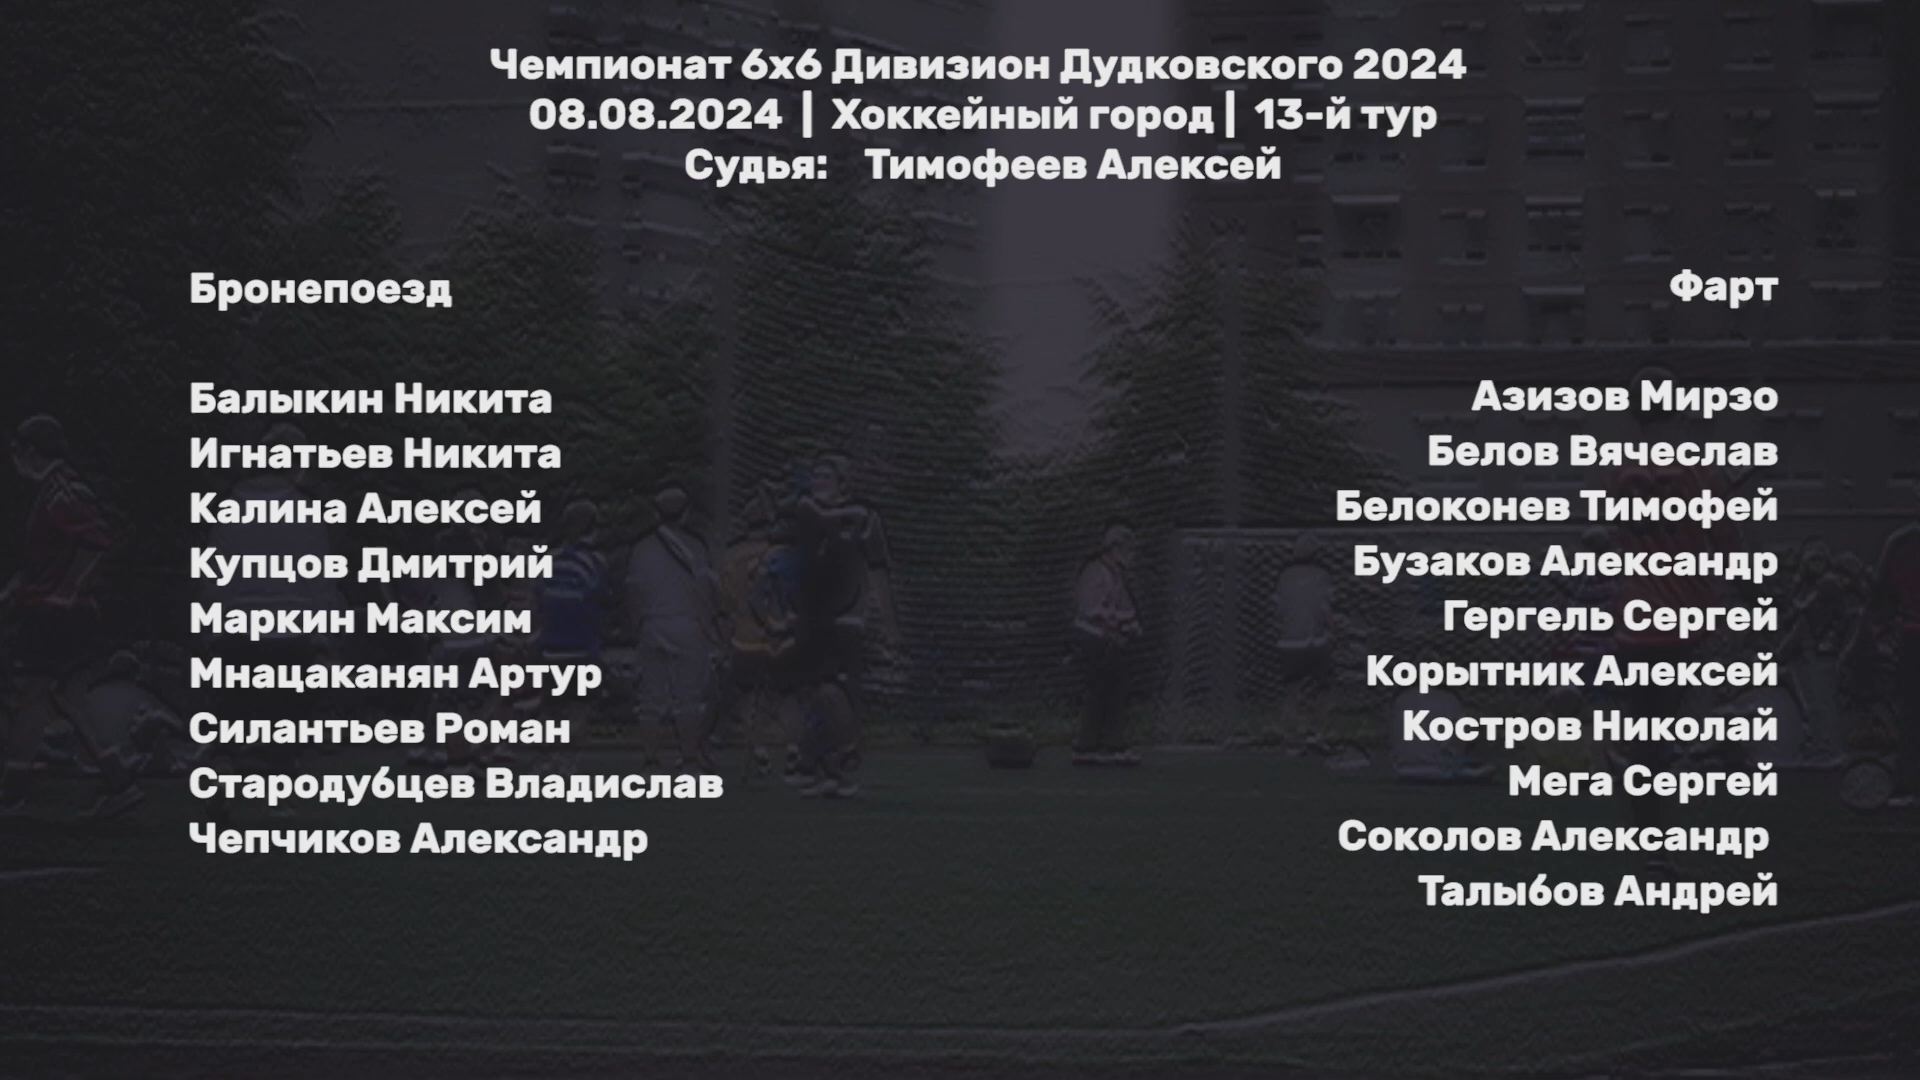 Чемпионат 6х6 Дивизион Дудковского 2024
08.08.2024 | Хоккейный город | 13-й тур
Судья: Тимофеев Алексей
Бронепоезд
Балыкин Никита
Игнатьев Никита
Калина Алексей
Купцов Дмитрий
Маркин Максим
Мнацаканян Артур
Силантьев Роман
Стародубцев Владислав
Чепчиков Александр
Фарт
Азизов Мирзо
Белов Вячеслав
Белоконев Тимофей
Бузаков Александр
Гергель Сергей
Корытник Алексей
Костров Николай
Мега Сергей
Соколов Александр
Талыбов Андрей